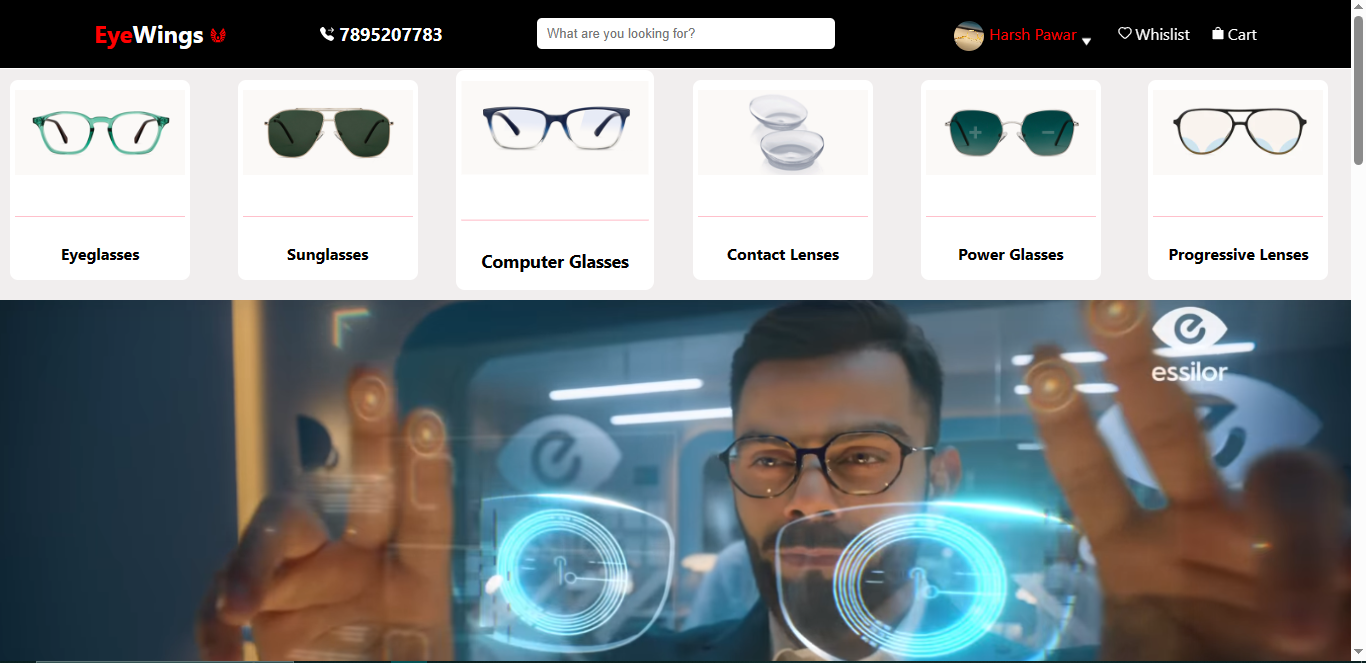 EyeWings
7895207783
What are you looking for?
Harsh Pawar
Whislist
Cart
Eyeglasses
Sunglasses
Computer Glasses
Contact Lenses
Power Glasses
Progressive Lenses
essilor